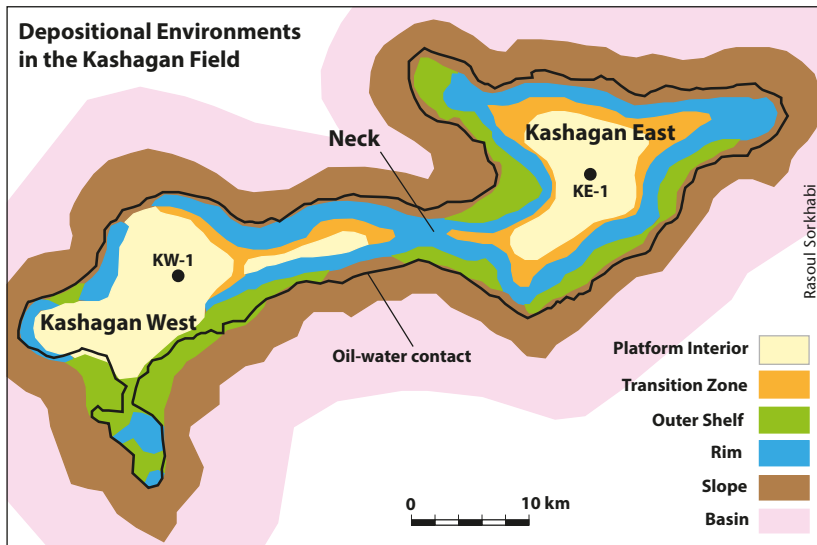 Depositional Environments
in the Kashagan Field
Neck
Kashagan East
KE-1
KW-1
Kashagan West
Oil-water contact
Rasoul Sorkhabi
Platform Interior
Transition Zone
Outer Shelf
Rim
Slope
Basin
0 10 km